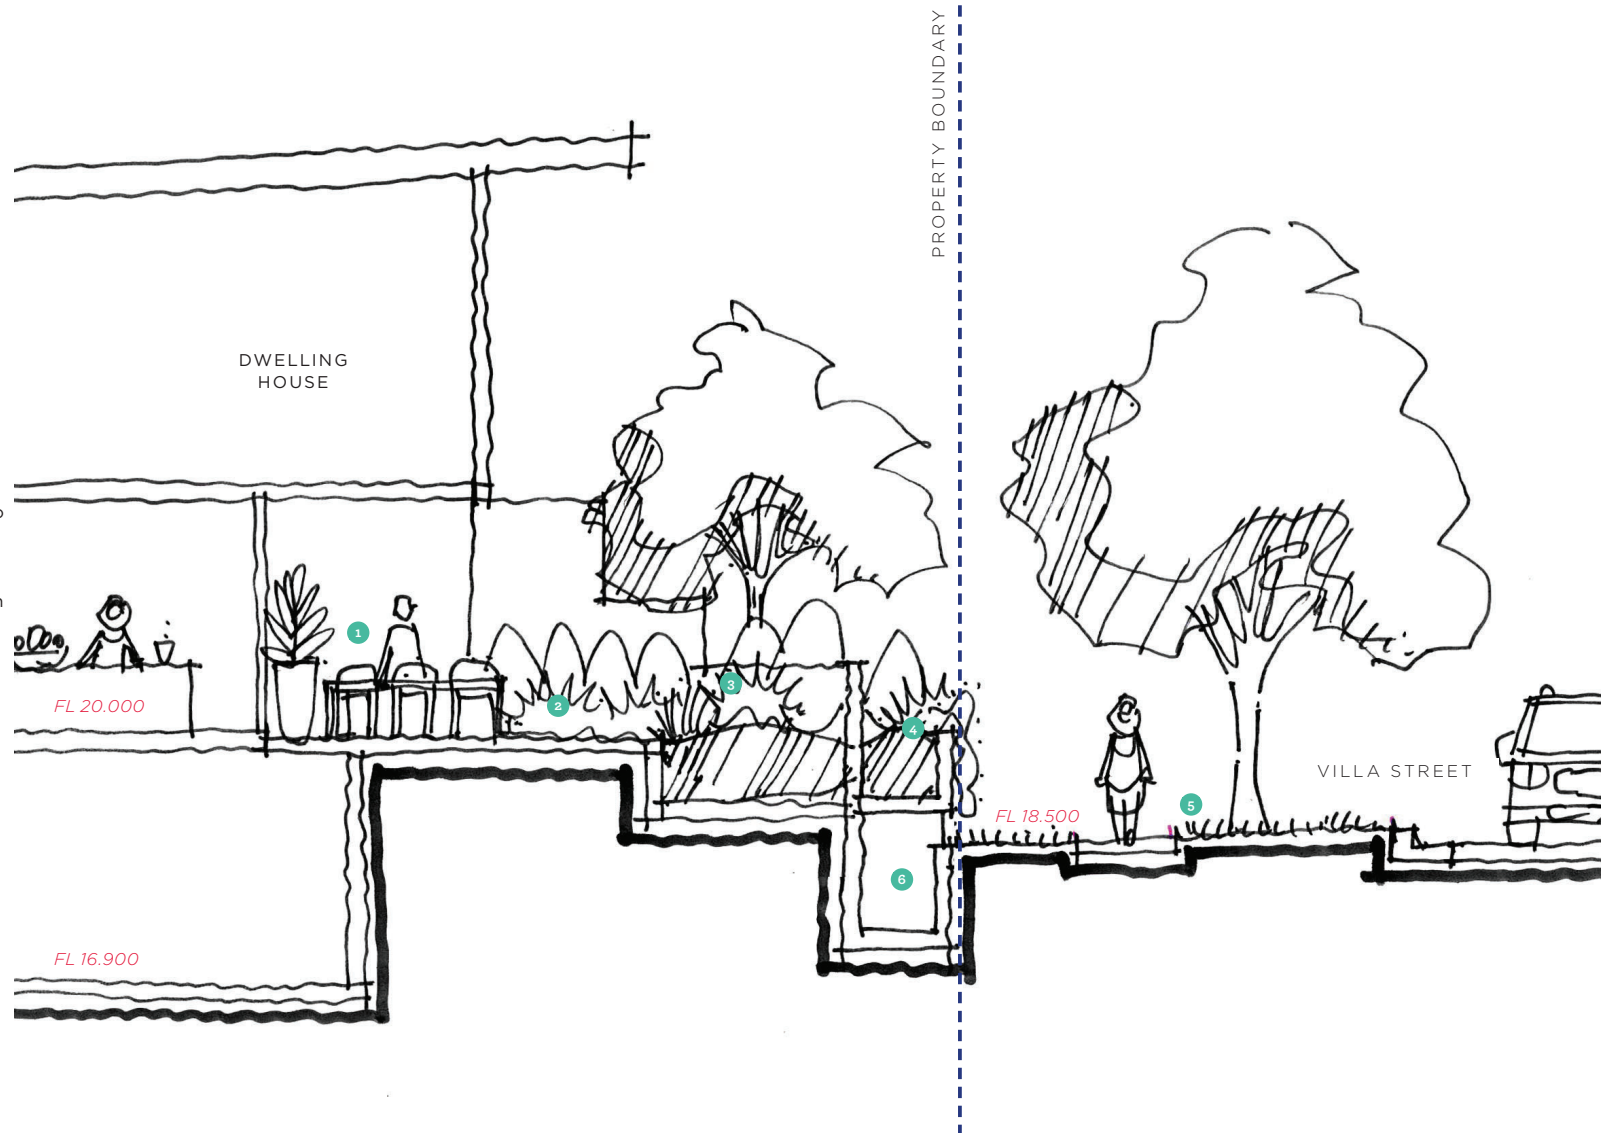 PROPERTY BOUNDARY
DWELLING
HOUSE
1
FL 20.000
2
3
4
5
6
FL 18.500
VILLA STREET
FL 16.900